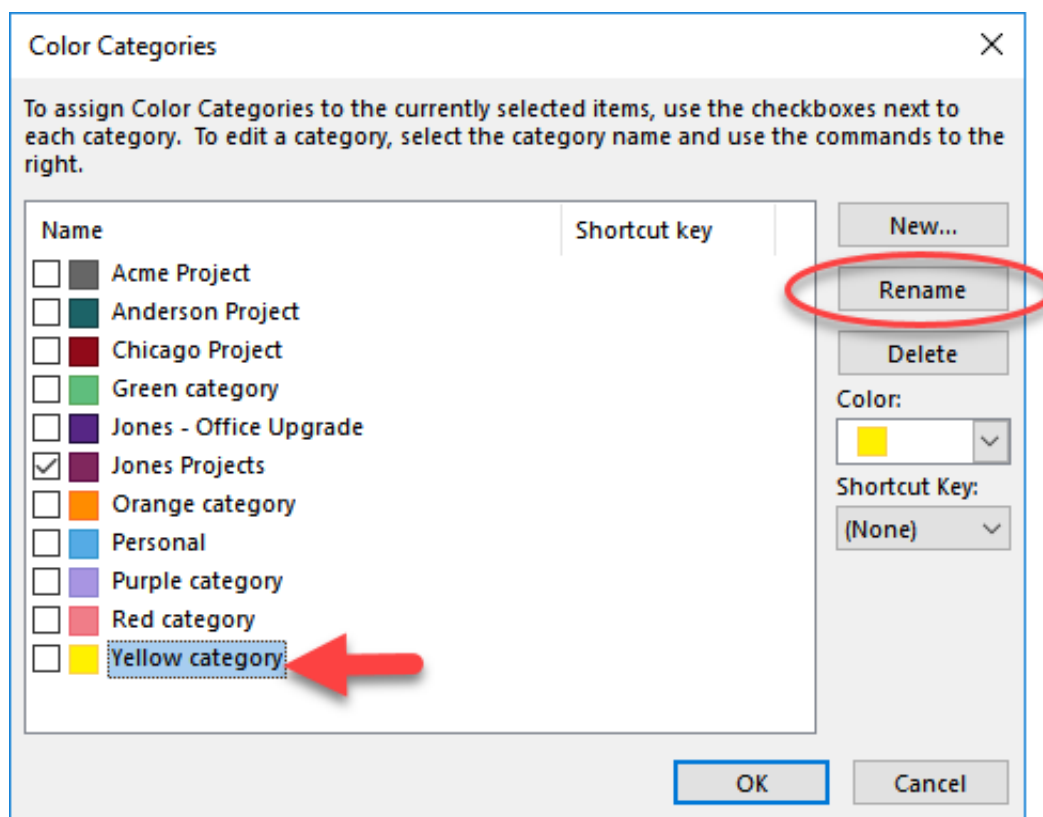 Color Categories
To assign Color Categories to the currently selected items, use the checkboxes next to
each category. To edit a category, select the category name and use the commands to the
right.
Name Shortcut key
Acme Project
Anderson Project
Chicago Project
Green category
Jones - Office Upgrade
Jones Projects
Orange category
Personal
Purple category
Red category
Yellow category
New...
Rename
Delete
Color:
Shortcut Key:
(None)
OK Cancel